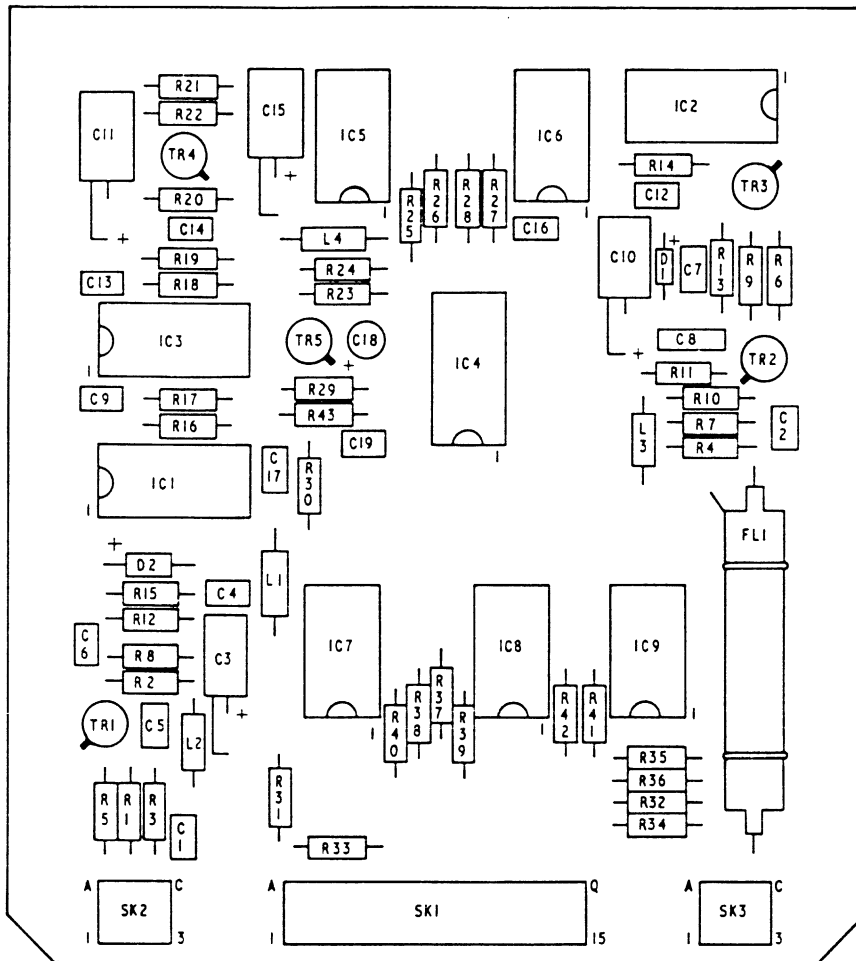 R21
C15
IC5
IC6
IC2
1
C11
R22
TR4
R14
TR3
+
R20
R25
R26
R28
R27
C12
1
1
C14
L4
C16
C10
+
D1
C7
R13
R9
R6
+
R19
R24
C13
R18
R23
IC3
TR5
C18
IC4
C8
TR2
1
+
+
R11
C9
R17
R29
R10
R16
R43
L3
R7
C2
C19
R4
IC1
C17
R30
1
1
FL1
+
D2
L1
R15
C4
R12
C6
C3
IC7
IC8
IC9
R8
R2
+
TR1
C5
L2
R40
R38
R37
R39
R42
R41
1
1
1
R35
R36
R5
R1
R3
R31
R32
R34
C1
R33
A
C
A
Q
A
C
SK2
SK1
SK3
1
3
1
15
1
3